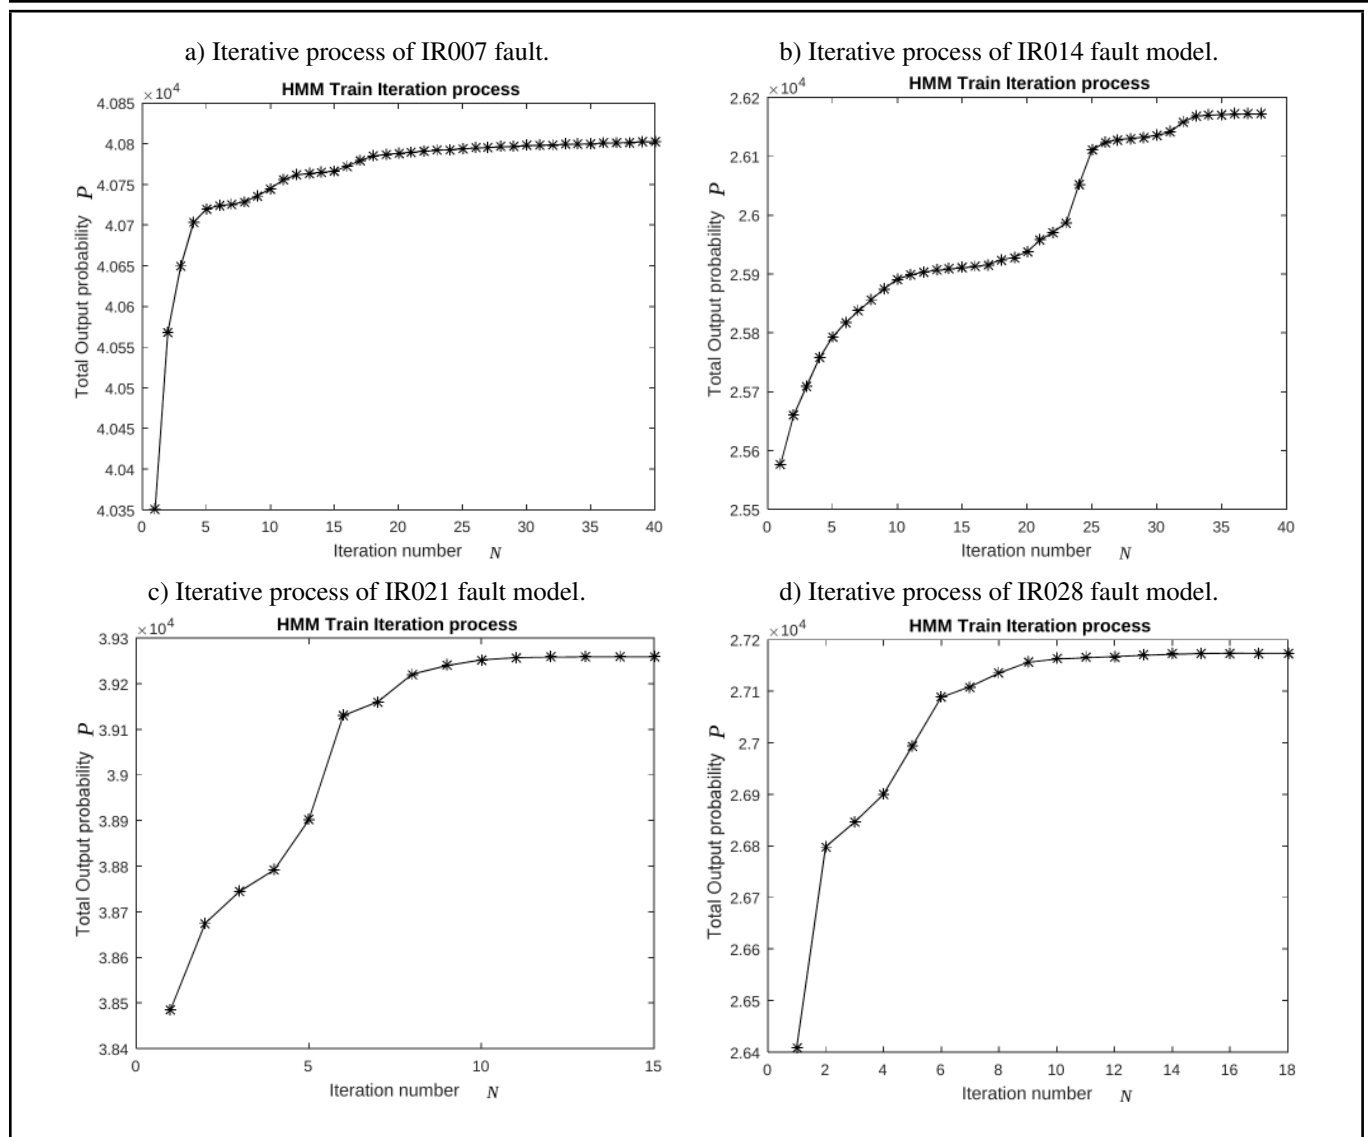 a) Iterative process of IR007 fault.
HMM Train Iteration process
×10⁴
4.085
4.08
4.075
4.07
4.065
4.06
4.055
4.05
4.045
4.04
4.035
Total Output probability P
0 5 10 15 20 25 30 35 40
Iteration number N
b) Iterative process of IR014 fault model.
HMM Train Iteration process
×10⁴
2.62
2.61
2.6
2.59
2.58
2.57
2.56
2.55
Total Output probability P
0 5 10 15 20 25 30 35 40
Iteration number N
c) Iterative process of IR021 fault model.
HMM Train Iteration process
×10⁴
3.93
3.92
3.91
3.9
3.89
3.88
3.87
3.86
3.85
3.84
Total Output probability P
0 5 10 15
Iteration number N
d) Iterative process of IR028 fault model.
HMM Train Iteration process
×10⁴
2.72
2.71
2.7
2.69
2.68
2.67
2.66
2.65
2.64
Total Output probability P
0 2 4 6 8 10 12 14 16 18
Iteration number N